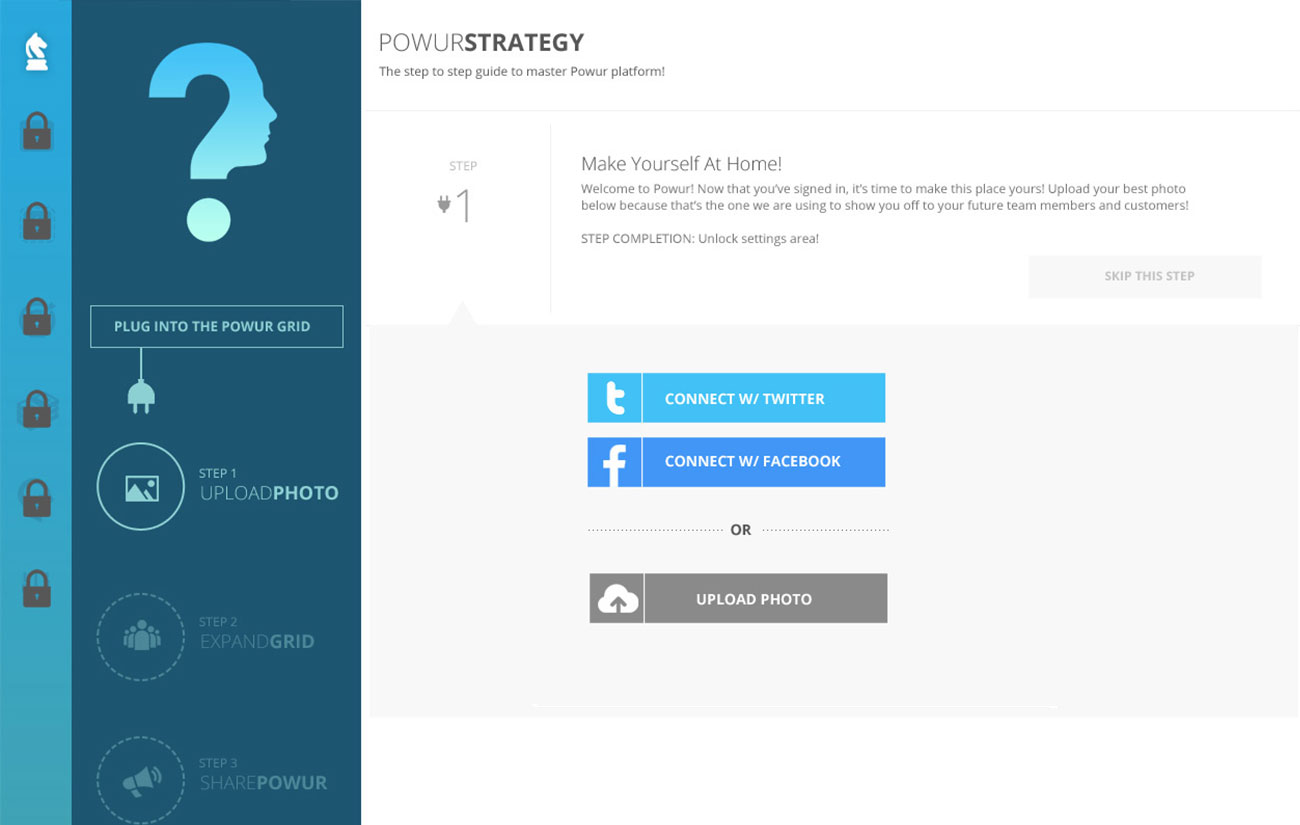 PLUG INTO THE POWUR GRID
STEP 1
UPLOADPHOTO
STEP 2
EXPANDGRID
STEP 3
SHAREPOWUR
POWURSTRATEGY
The step to step guide to master Powur platform!
STEP
1
Make Yourself At Home!
Welcome to Powur! Now that you've signed in, it's time to make this place yours! Upload your best photo
below because that's the one we are using to show you off to your future team members and customers!
STEP COMPLETION: Unlock settings area!
SKIP THIS STEP
CONNECT W/ TWITTER
CONNECT W/ FACEBOOK
OR
UPLOAD PHOTO